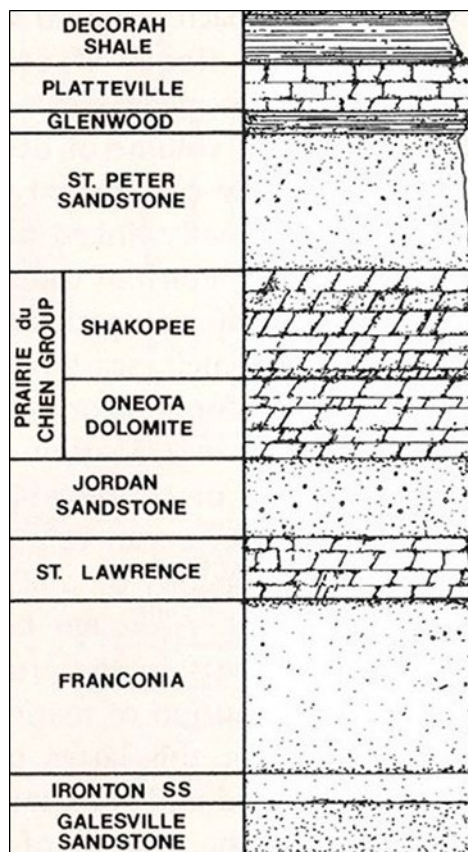 DECORAH
SHALE
PLATTEVILLE
GLENWOOD
ST. PETER
SANDSTONE
PRAIRIE du
CHIEN GROUP
SHAKOPEE
ONEOTA
DOLOMITE
JORDAN
SANDSTONE
ST. LAWRENCE
FRANCONIA
IRONTON SS
GALESVILLE
SANDSTONE